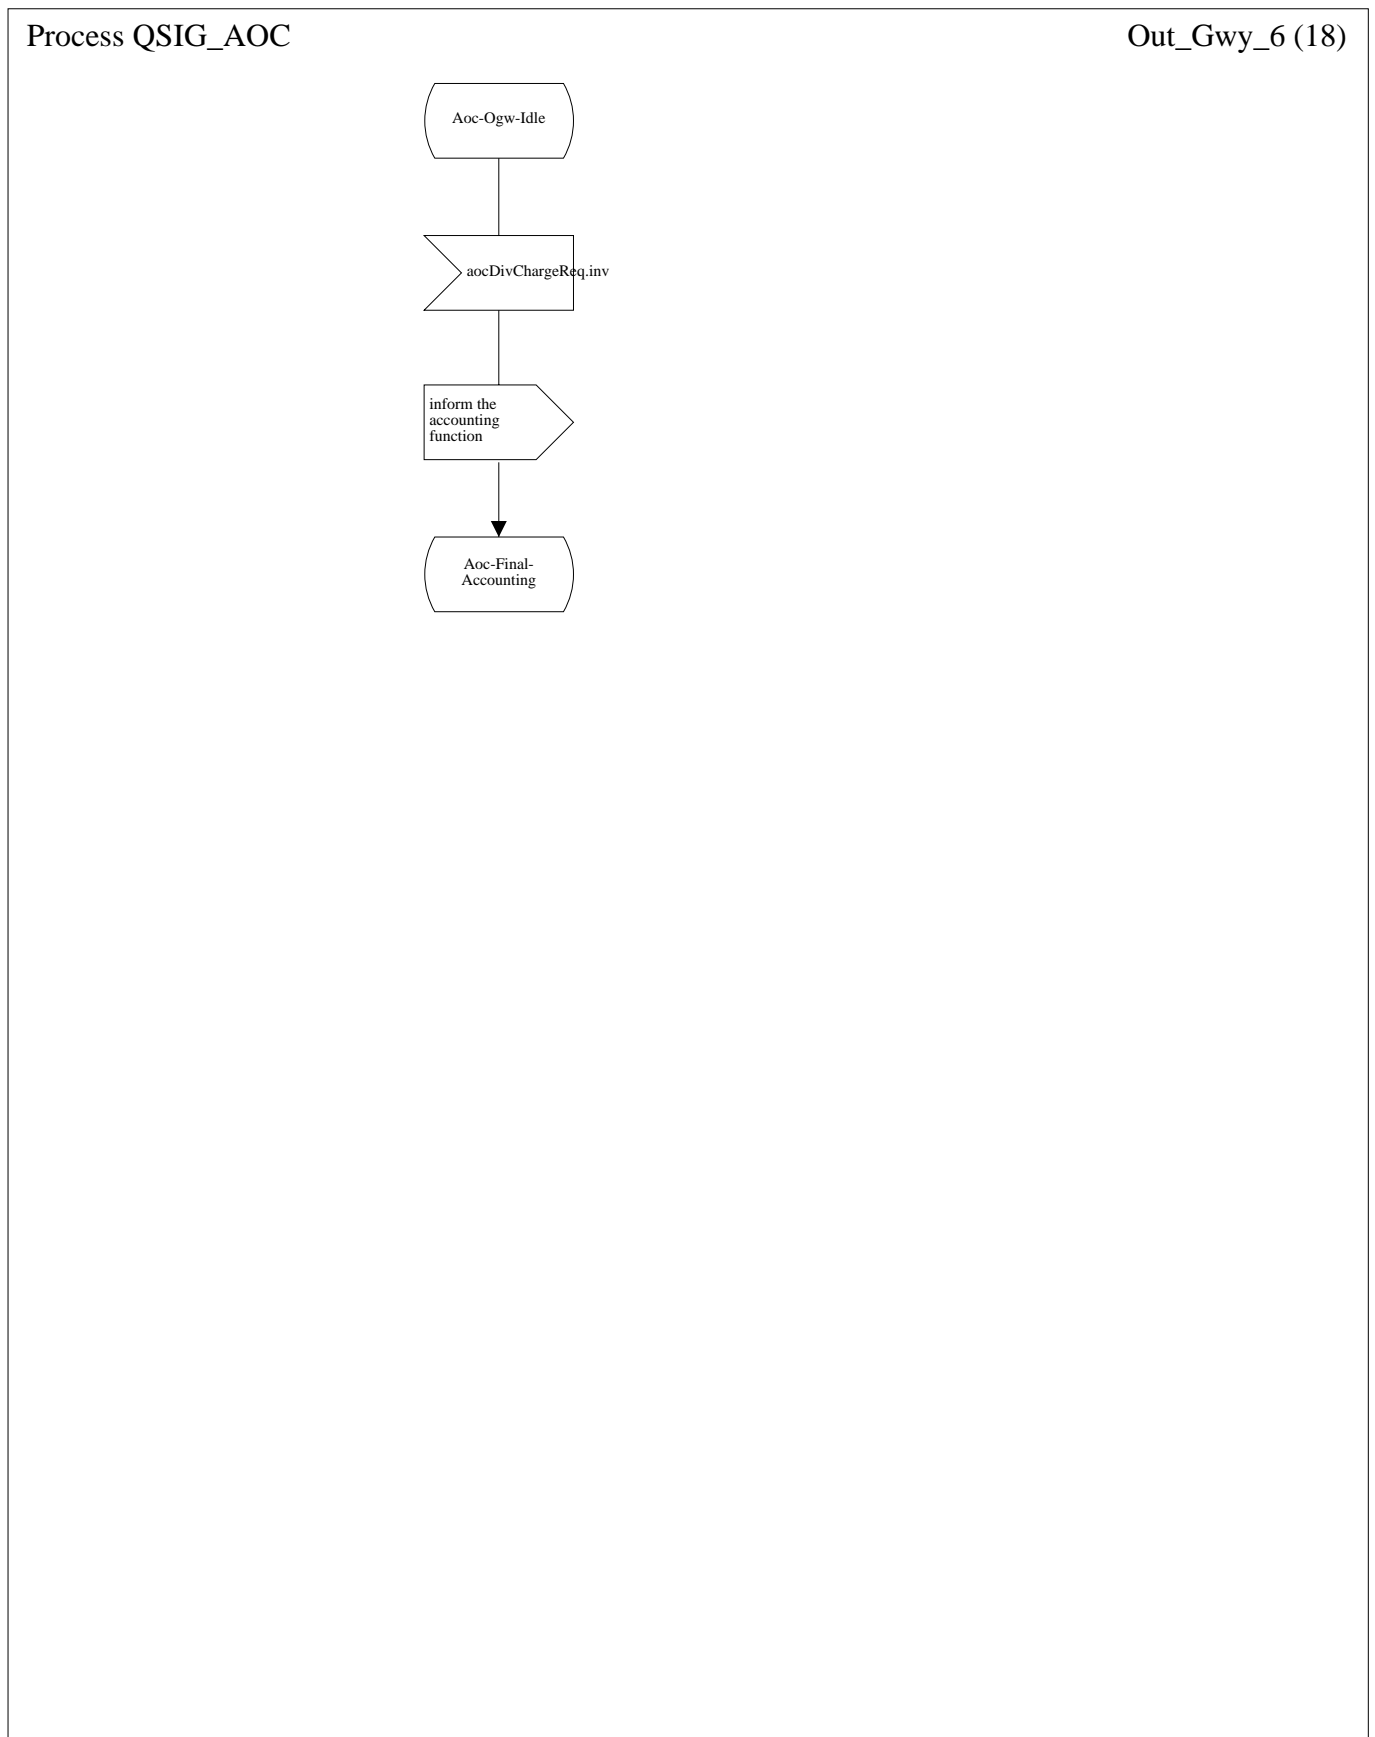 Process QSIG_AOC
Out_Gwy_6 (18)
Aoc-Ogw-Idle
aocDivChargeReq.inv
inform the
accounting
function
Aoc-Final-
Accounting